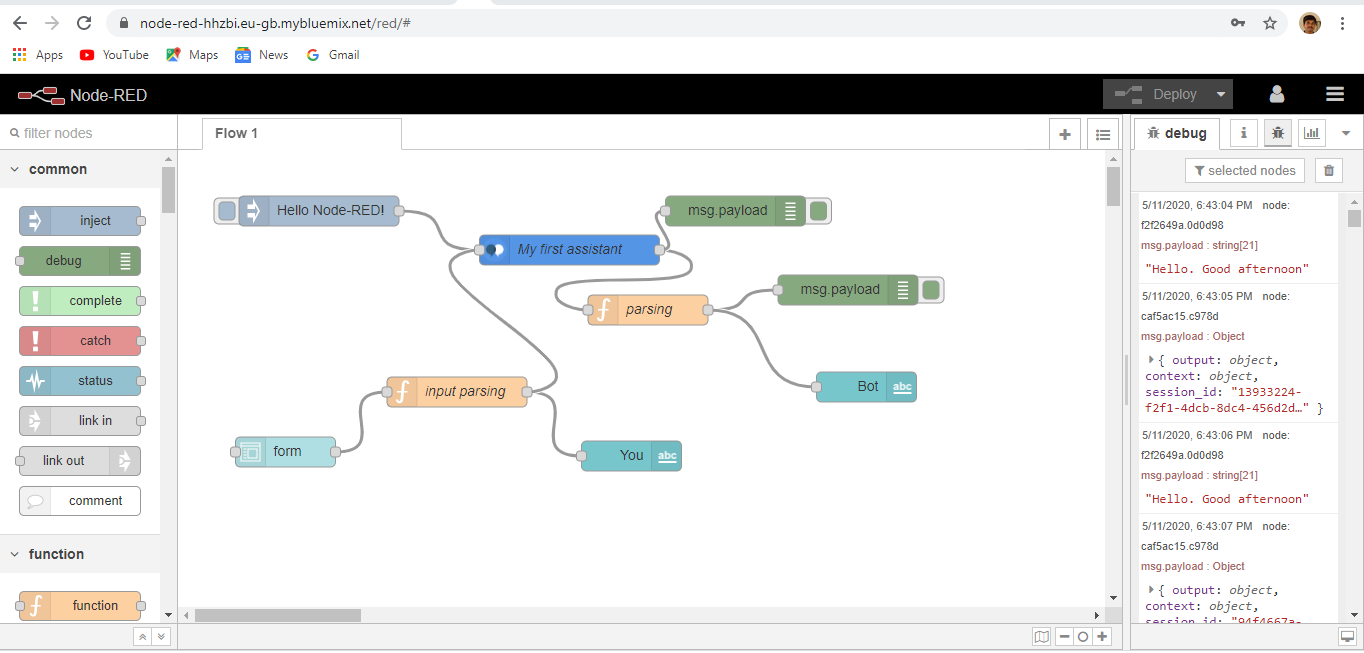 node-red-hhzbi.eu-gb.mybluemix.net/red/#
Apps YouTube Maps News Gmail
Node-RED
Deploy
filter nodes
common
inject
debug
complete
catch
status
link in
link out
comment
function
function
Flow 1
Hello Node-RED!
msg.payload
My first assistant
msg.payload
parsing
Bot abc
input parsing
form
You abc
debug i
selected nodes
5/11/2020, 6:43:04 PM node:
f2f2649a.0d0d98
msg.payload : string[21]
"Hello. Good afternoon"
5/11/2020, 6:43:05 PM node:
caf5ac15.c978d
msg.payload : Object
{ output: object,
context: object,
session_id: "13933224-
f2f1-4dcb-8dc4-456d2d…" }
5/11/2020, 6:43:06 PM node:
f2f2649a.0d0d98
msg.payload : string[21]
"Hello. Good afternoon"
5/11/2020, 6:43:07 PM node:
caf5ac15.c978d
msg.payload : Object
{ output: object,
context: object,
session_id: "94f4667a-